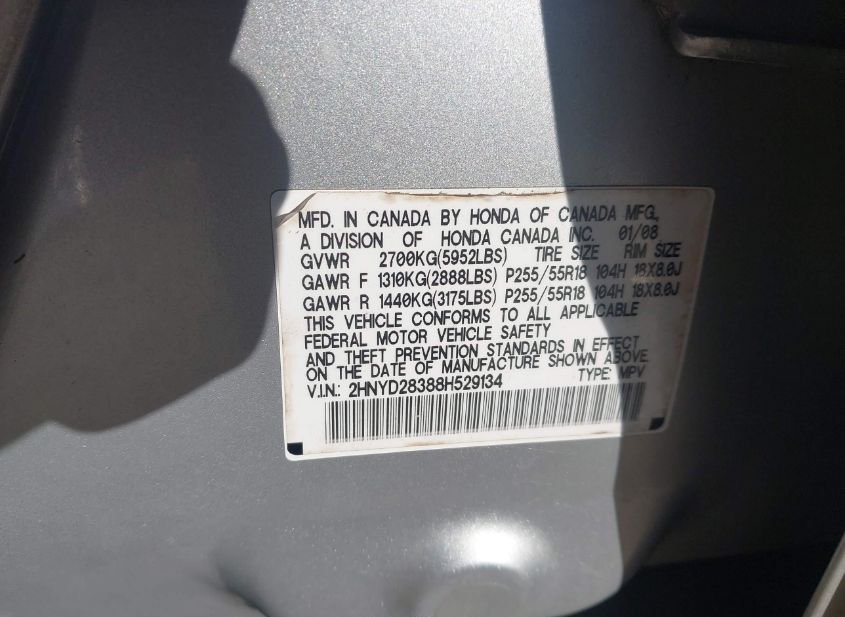 MFD. IN CANADA BY HONDA OF CANADA MFG.,
A DIVISION OF HONDA CANADA INC. 01/08
GVWR 2700KG(5952LBS) TIRE SIZE RIM SIZE
GAWR F 1310KG(2888LBS) P255/55R18 104H 18X8.0J
GAWR R 1440KG(3175LBS) P255/55R18 104H 18X8.0J
THIS VEHICLE CONFORMS TO ALL APPLICABLE
FEDERAL MOTOR VEHICLE SAFETY
AND THEFT PREVENTION STANDARDS IN EFFECT
ON THE DATE OF MANUFACTURE SHOWN ABOVE.
V.I.N.: 2HNYD28388H529134 TYPE: MPV